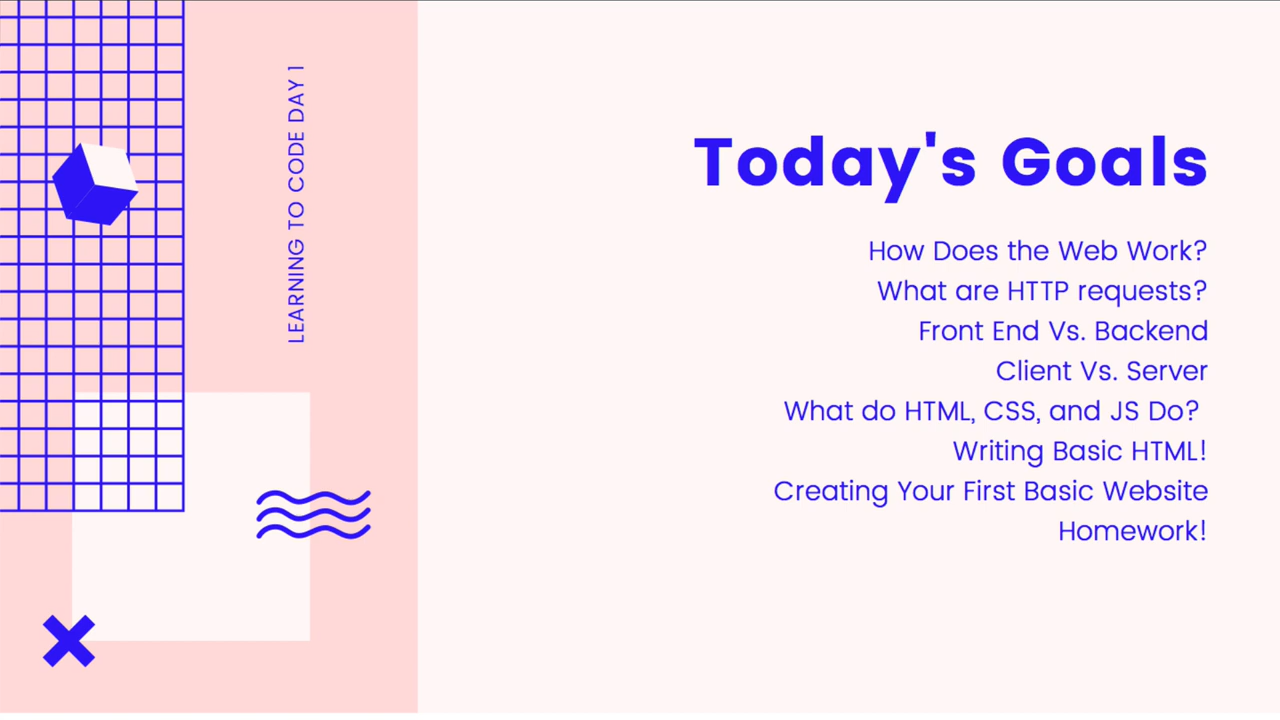 LEARNING TO CODE DAY 1
Today's Goals
How Does the Web Work?
What are HTTP requests?
Front End Vs. Backend
Client Vs. Server
What do HTML, CSS, and JS Do?
Writing Basic HTML!
Creating Your First Basic Website
Homework!